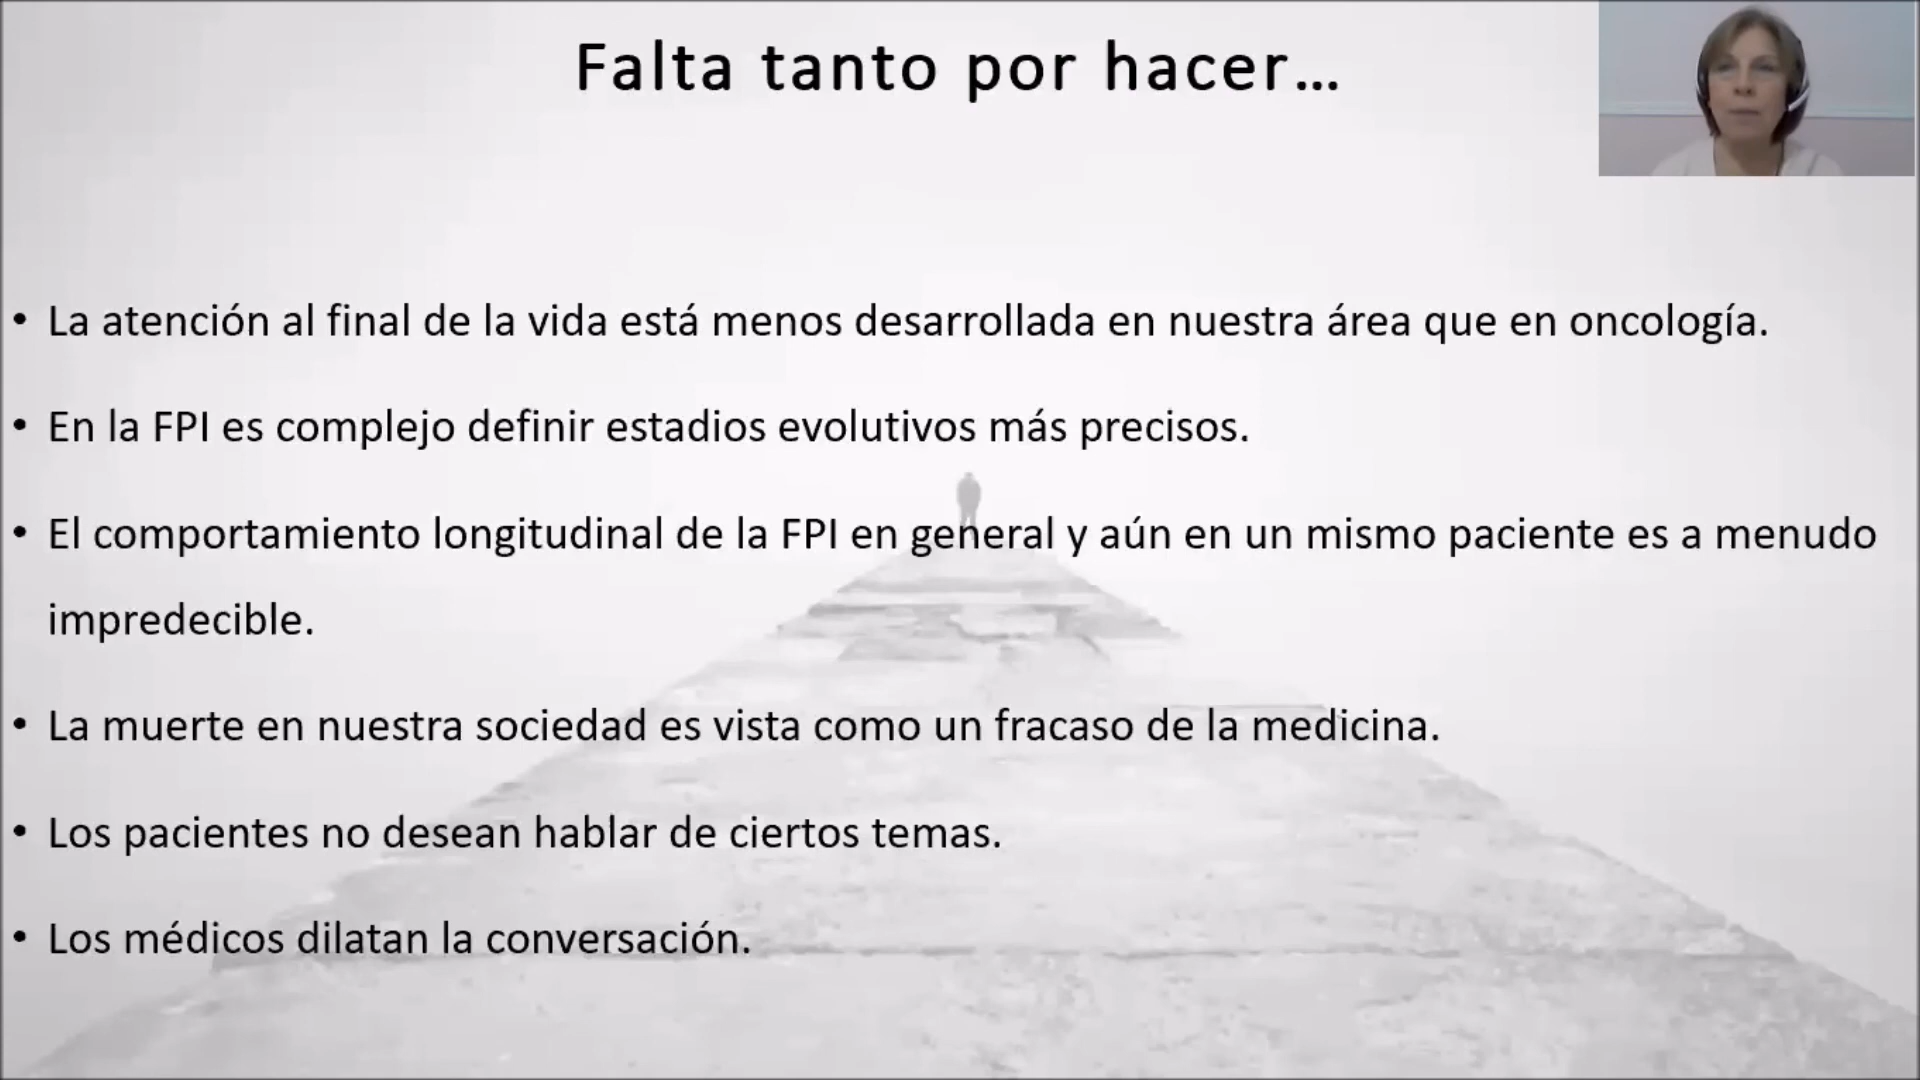 Falta tanto por hacer...
• La atención al final de la vida está menos desarrollada en nuestra área que en oncología.
• En la FPI es complejo definir estadios evolutivos más precisos.
• El comportamiento longitudinal de la FPI en general y aún en un mismo paciente es a menudo
impredecible.
• La muerte en nuestra sociedad es vista como un fracaso de la medicina.
• Los pacientes no desean hablar de ciertos temas.
• Los médicos dilatan la conversación.